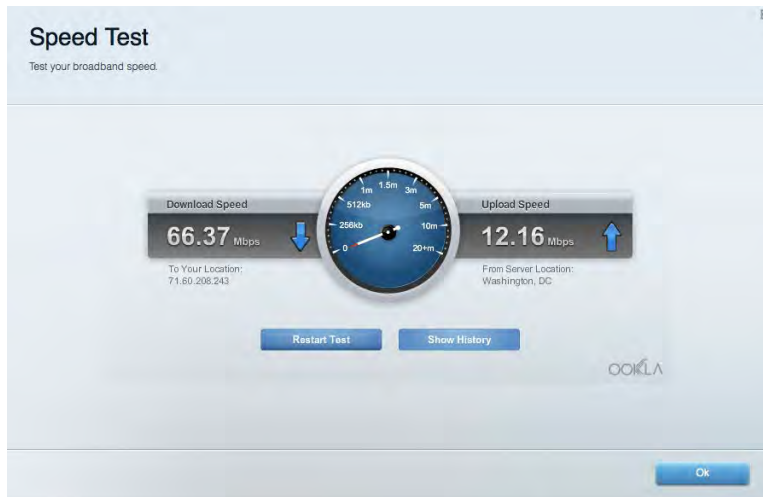 Speed Test
Test your broadband speed.
Download Speed
66.37 Mbps
To Your Location:
71.60.208.243
0
256kb
512kb
1m
1.5m
3m
5m
10m
20+m
Upload Speed
12.16 Mbps
From Server Location:
Washington, DC
Restart Test
Show History
OOKLA
Ok